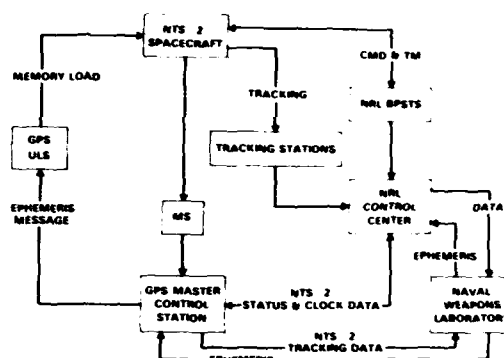 NTS 2
SPACECRAFT
CMD & TM
MEMORY LOAD
TRACKING
NRL BPSTS
GPS
ULS
TRACKING STATIONS
EPHEMERIS
MESSAGE
MS
NRL
CONTROL
CENTER
DATA
EPHEMERIS
GPS MASTER
CONTROL
STATION
NTS 2
STATUS & CLOCK DATA
NAVAL
WEAPONS
LABORATORY
NTS 2
TRACKING DATA
EPHEMERIS